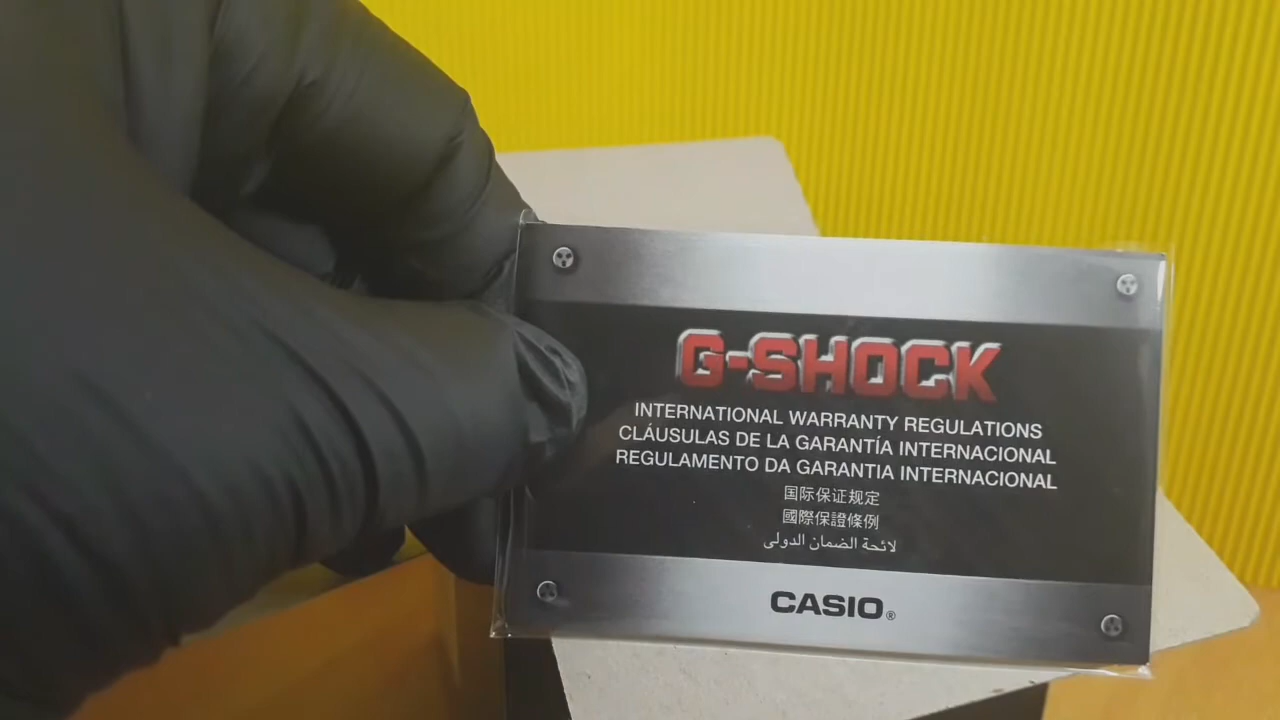 G-SHOCK
INTERNATIONAL WARRANTY REGULATIONS
CLÁUSULAS DE LA GARANTÍA INTERNACIONAL
REGULAMENTO DA GARANTIA INTERNACIONAL
国际保证规定
國際保證條例
لائحة الضمان الدولى
CASIO®